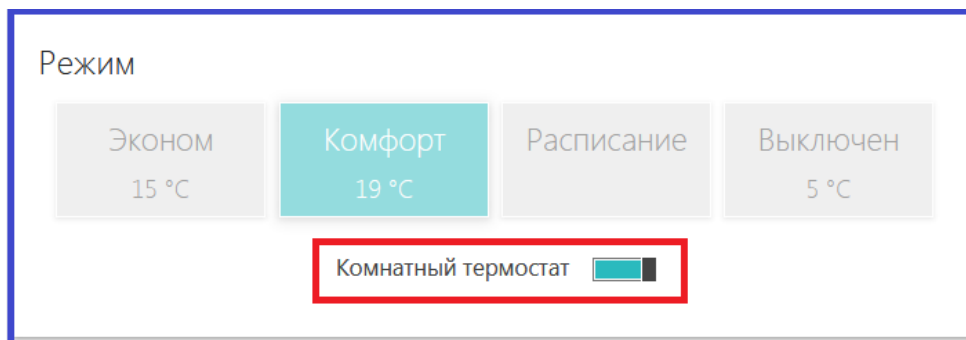 Режим
Эконом
15 °C
Комфорт
19 °C
Расписание
Выключен
5 °C
Комнатный термостат